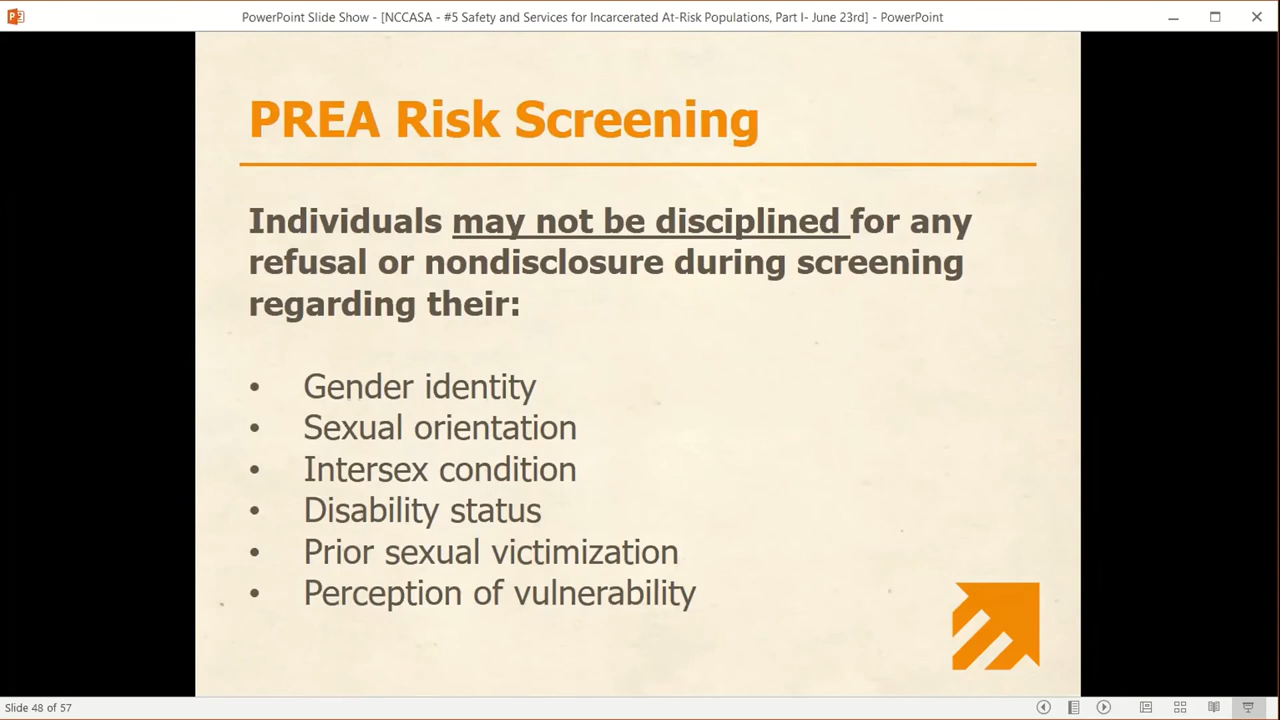 PowerPoint Slide Show - [NCCASA - #5 Safety and Services for Incarcerated At-Risk Populations, Part I- June 23rd] - PowerPoint
PREA Risk Screening
Individuals may not be disciplined for any
refusal or nondisclosure during screening
regarding their:
• Gender identity
• Sexual orientation
• Intersex condition
• Disability status
• Prior sexual victimization
• Perception of vulnerability
Slide 48 of 57